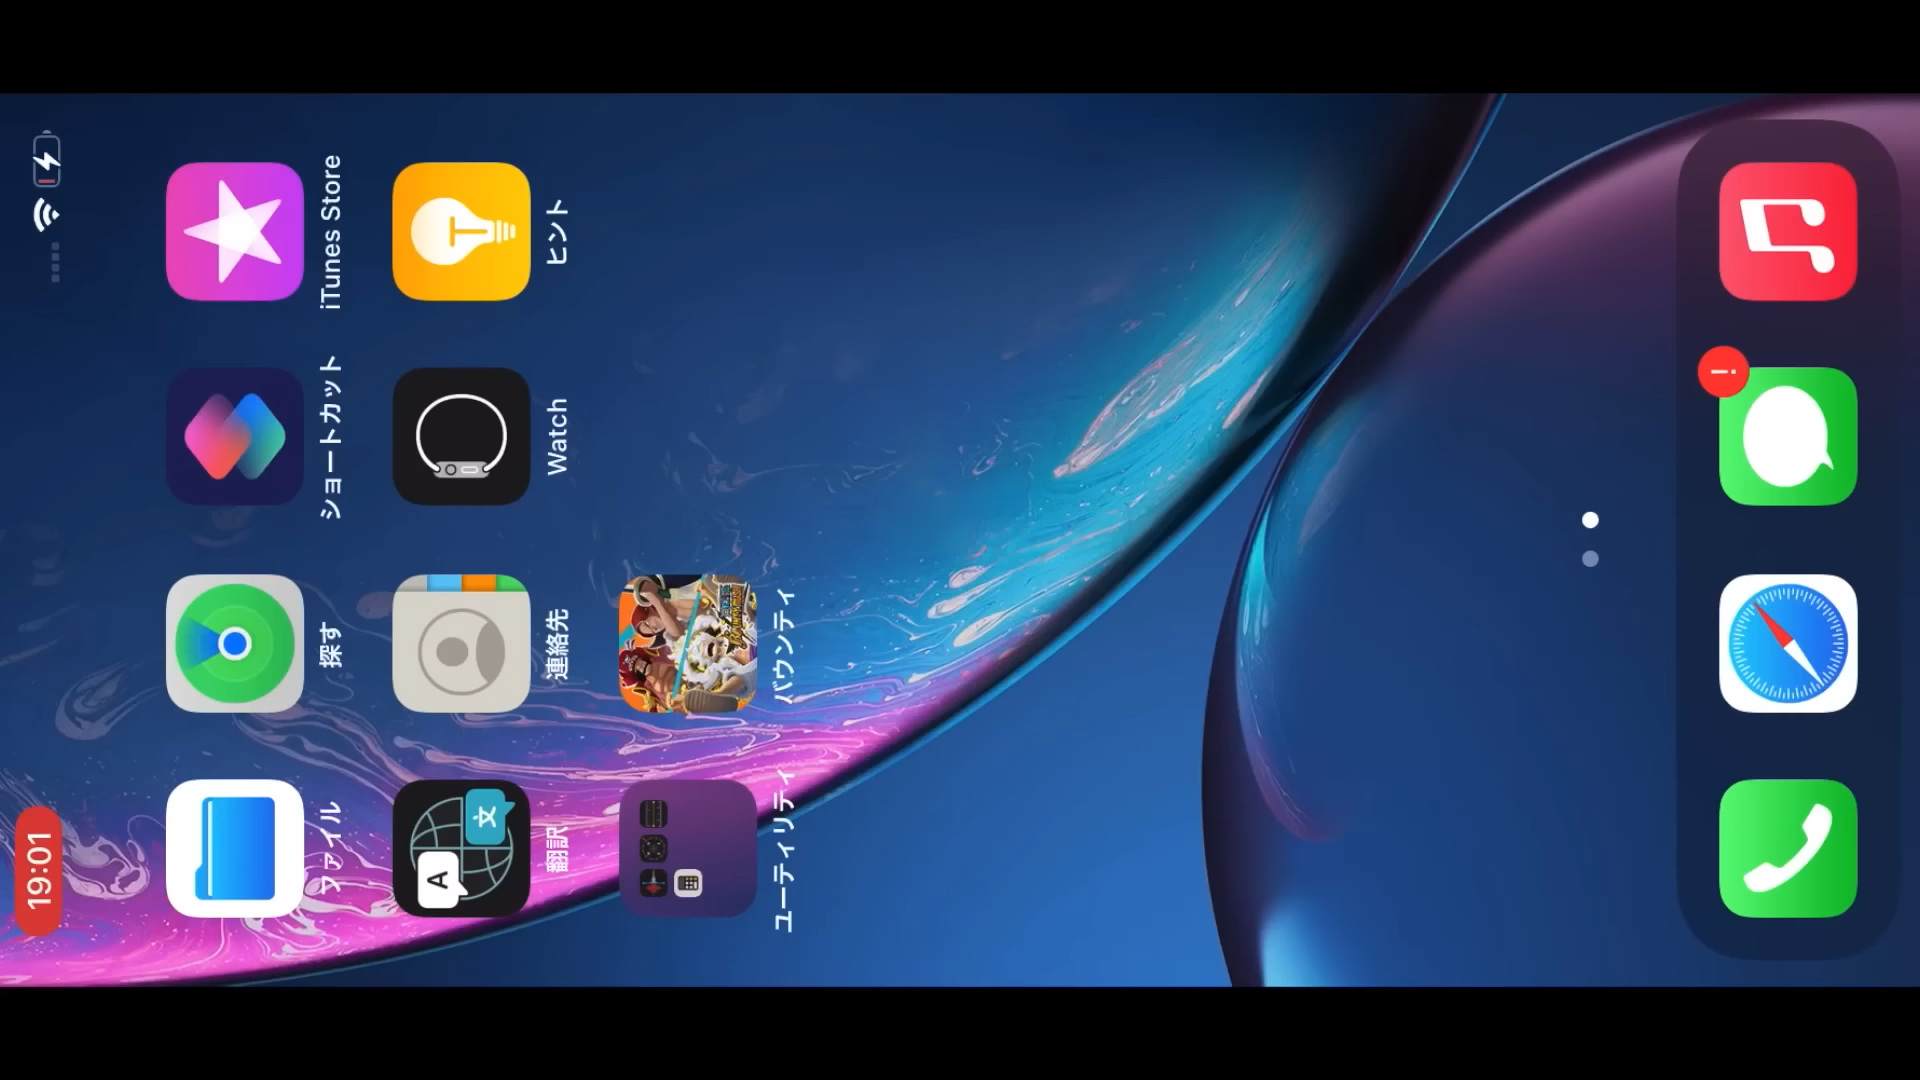 19:01
ファイル
探す
ショートカット
iTunes Store
翻訳
連絡先
Watch
ヒント
ユーティリティ
バウンティ